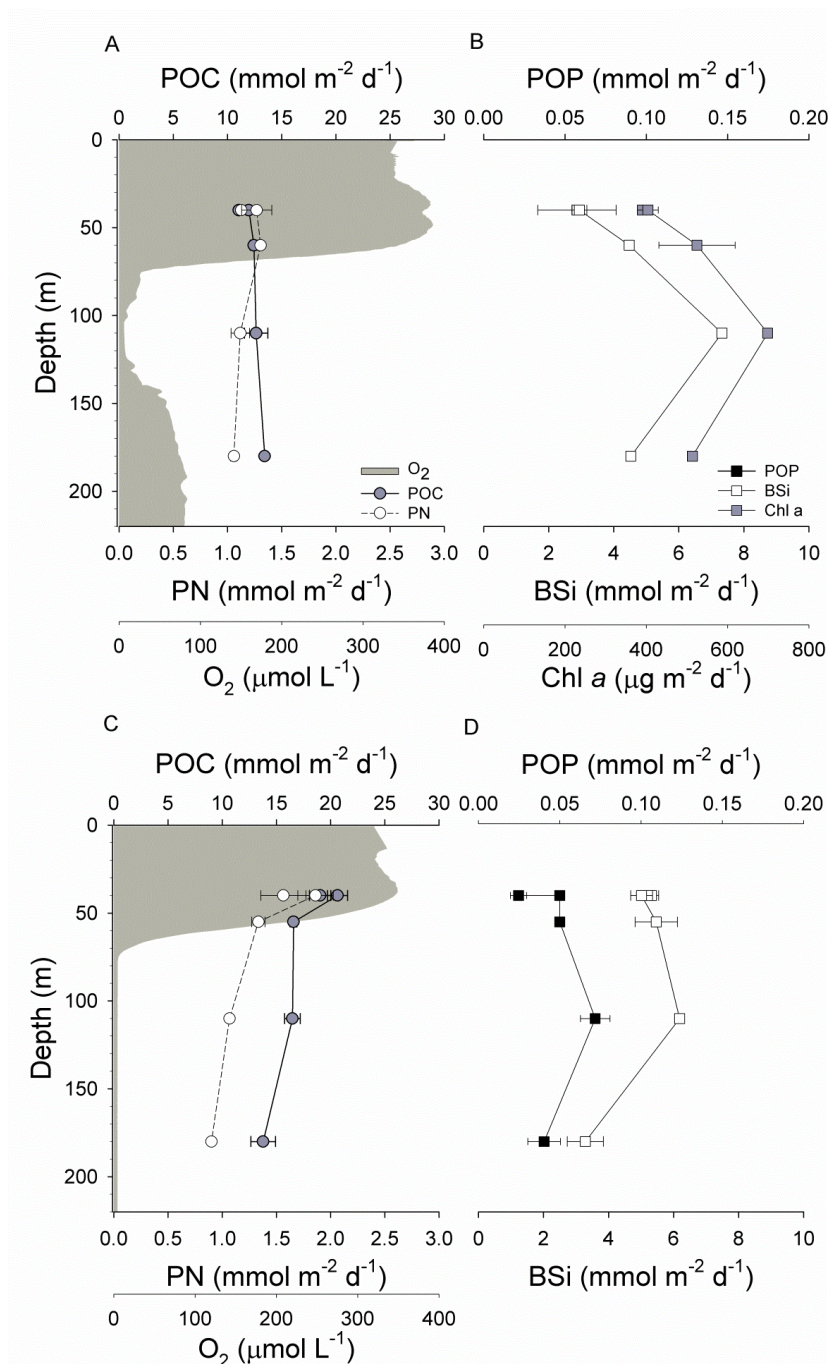 A
POC (mmol m⁻² d⁻¹)
0 5 10 15 20 25 30
Depth (m)
0
50
100
150
200
O₂
POC
PN
0.0 0.5 1.0 1.5 2.0 2.5 3.0
PN (mmol m⁻² d⁻¹)
0 100 200 300 400
O₂ (μmol L⁻¹)
B
POP (mmol m⁻² d⁻¹)
0.00 0.05 0.10 0.15 0.20
POP
BSi
Chl a
0 2 4 6 8 10
BSi (mmol m⁻² d⁻¹)
0 200 400 600 800
Chl a (μg m⁻² d⁻¹)
C
POC (mmol m⁻² d⁻¹)
0 5 10 15 20 25 30
Depth (m)
0
50
100
150
200
0.0 0.5 1.0 1.5 2.0 2.5 3.0
PN (mmol m⁻² d⁻¹)
0 100 200 300 400
O₂ (μmol L⁻¹)
D
POP (mmol m⁻² d⁻¹)
0.00 0.05 0.10 0.15 0.20
0 2 4 6 8 10
BSi (mmol m⁻² d⁻¹)